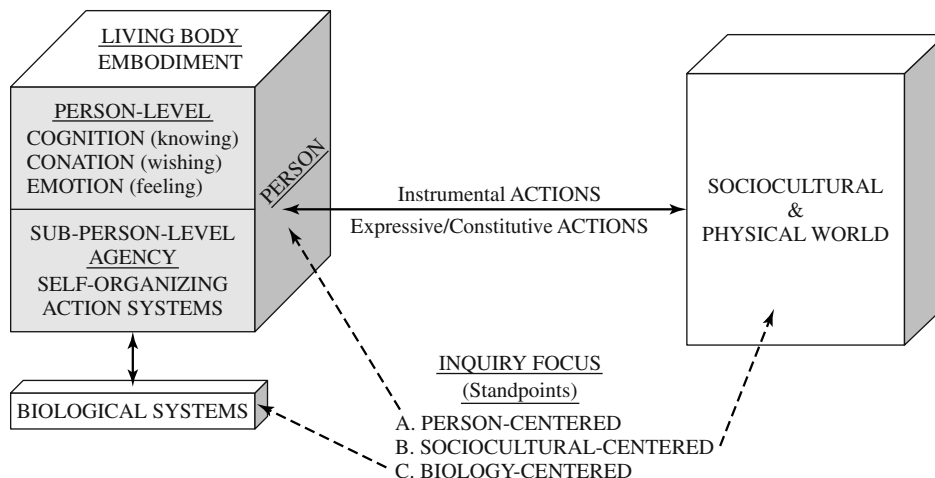 LIVING BODY
EMBODIMENT
PERSON-LEVEL
COGNITION (knowing)
CONATION (wishing)
EMOTION (feeling)
SUB-PERSON-LEVEL
AGENCY
SELF-ORGANIZING
ACTION SYSTEMS
PERSON
BIOLOGICAL SYSTEMS
Instrumental ACTIONS
Expressive/Constitutive ACTIONS
SOCIOCULTURAL
&
PHYSICAL WORLD
INQUIRY FOCUS
(Standpoints)
A. PERSON-CENTERED
B. SOCIOCULTURAL-CENTERED
C. BIOLOGY-CENTERED